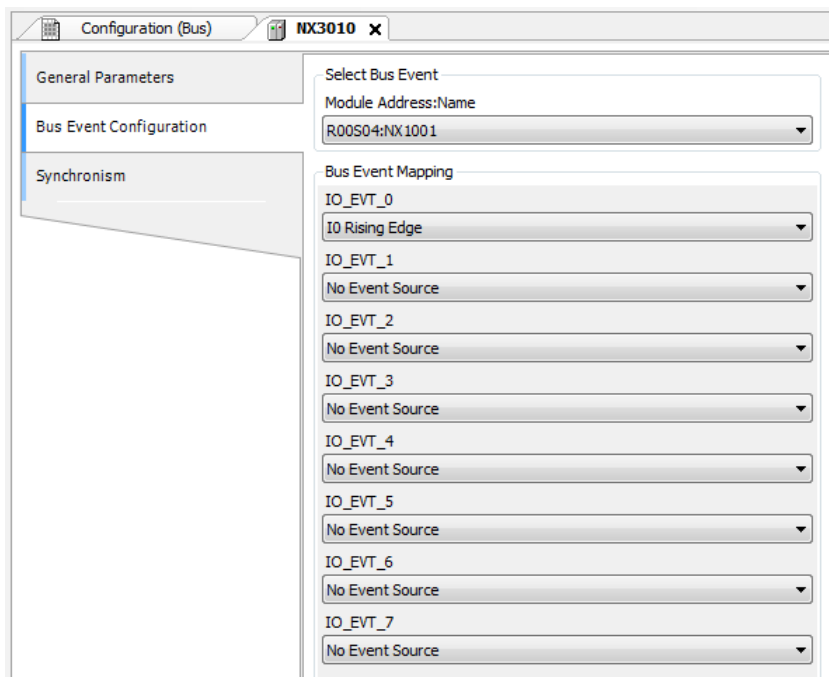 Configuration (Bus)
NX3010
General Parameters
Bus Event Configuration
Synchronism
Select Bus Event
Module Address:Name
R00S04:NX1001
Bus Event Mapping
IO_EVT_0
I0 Rising Edge
IO_EVT_1
No Event Source
IO_EVT_2
No Event Source
IO_EVT_3
No Event Source
IO_EVT_4
No Event Source
IO_EVT_5
No Event Source
IO_EVT_6
No Event Source
IO_EVT_7
No Event Source